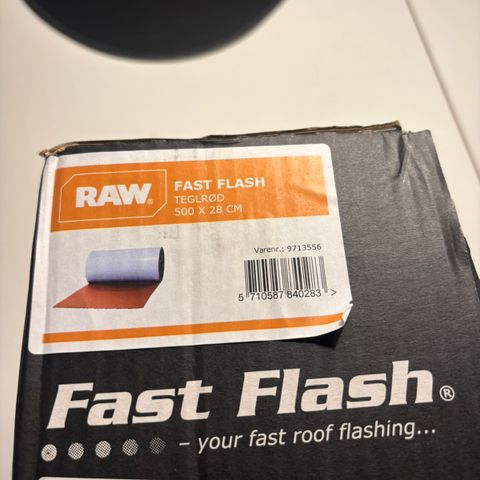 RAW®
FAST FLASH
TEGLRØD
500 X 28 CM
Varenr.: 9713556
5 710587 840283 >
Fast Flash®
– your fast roof flashing...